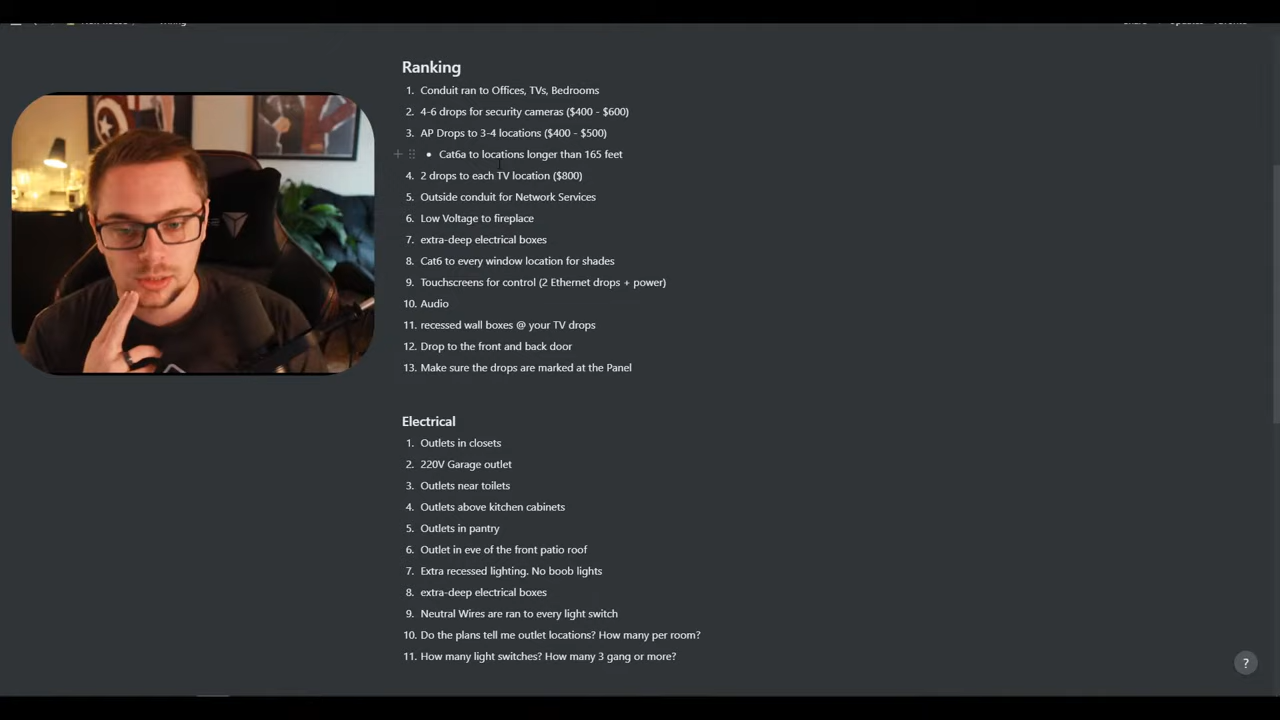 Ranking
1. Conduit ran to Offices, TVs, Bedrooms
2. 4-6 drops for security cameras ($400 - $600)
3. AP Drops to 3-4 locations ($400 - $500)
• Cat6a to locations longer than 165 feet
4. 2 drops to each TV location ($800)
5. Outside conduit for Network Services
6. Low Voltage to fireplace
7. extra-deep electrical boxes
8. Cat6 to every window location for shades
9. Touchscreens for control (2 Ethernet drops + power)
10. Audio
11. recessed wall boxes @ your TV drops
12. Drop to the front and back door
13. Make sure the drops are marked at the Panel
Electrical
1. Outlets in closets
2. 220V Garage outlet
3. Outlets near toilets
4. Outlets above kitchen cabinets
5. Outlets in pantry
6. Outlet in eve of the front patio roof
7. Extra recessed lighting. No boob lights
8. extra-deep electrical boxes
9. Neutral Wires are ran to every light switch
10. Do the plans tell me outlet locations? How many per room?
11. How many light switches? How many 3 gang or more?
?